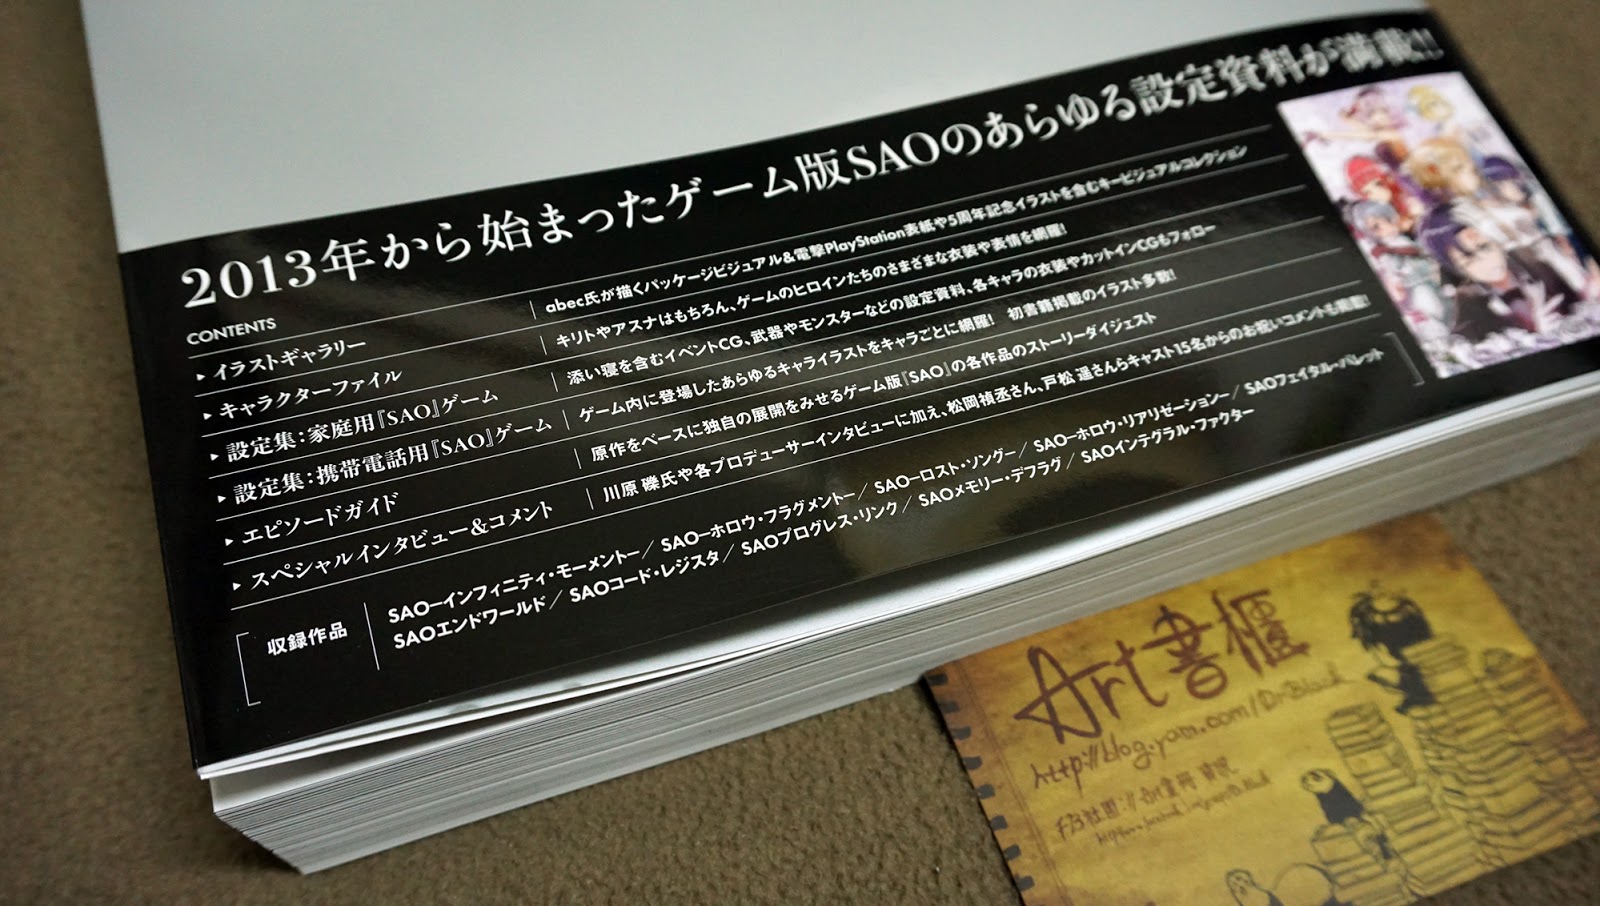 2013年から始まったゲーム版SAOのあらゆる設定資料が満載!!
CONTENTS
▸ イラストギャラリー
abec氏が描くパッケージビジュアル&電撃PlayStation表紙や5周年記念イラストを含むキービジュアルコレクション
▸ キャラクターファイル
キリトやアスナはもちろん、ゲームのヒロインたちのさまざまな衣装や表情を網羅!
▸ 設定集:家庭用『SAO』ゲーム
添い寝を含むイベントCG、武器やモンスターなどの設定資料、各キャラの衣装やカットインCGもフォロー
▸ 設定集:携帯電話用『SAO』ゲーム
ゲーム内に登場したあらゆるキャライラストをキャラごとに網羅! 初書籍掲載のイラスト多数!
▸ エピソードガイド
原作をベースに独自の展開をみせるゲーム版『SAO』の各作品のストーリーダイジェスト
▸ スペシャルインタビュー&コメント
川原 礫氏や各プロデューサーインタビューに加え、松岡禎丞さん、戸松 遥さんらキャスト15名からのお祝いコメントも掲載!
収録作品
SAO―インフィニティ・モーメント―/ SAO―ホロウ・フラグメント―/ SAO―ロスト・ソング―/ SAO―ホロウ・リアリゼーション―/ SAOフェイタル・バレット
SAOエンドワールド/ SAOコード・レジスタ/ SAOプログレス・リンク/ SAOメモリー・デフラグ/ SAOインテグラル・ファクター
Art書櫃
http://blog.yam.com/DrBlack